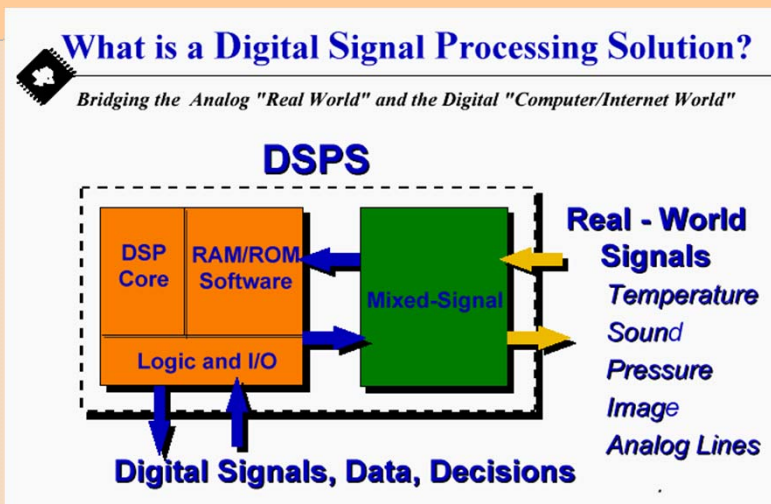 What is a Digital Signal Processing Solution?
Bridging the Analog "Real World" and the Digital "Computer/Internet World"
DSPS
DSP
Core
RAM/ROM
Software
Logic and I/O
Mixed-Signal
Real - World
Signals
Temperature
Sound
Pressure
Image
Analog Lines
Digital Signals, Data, Decisions